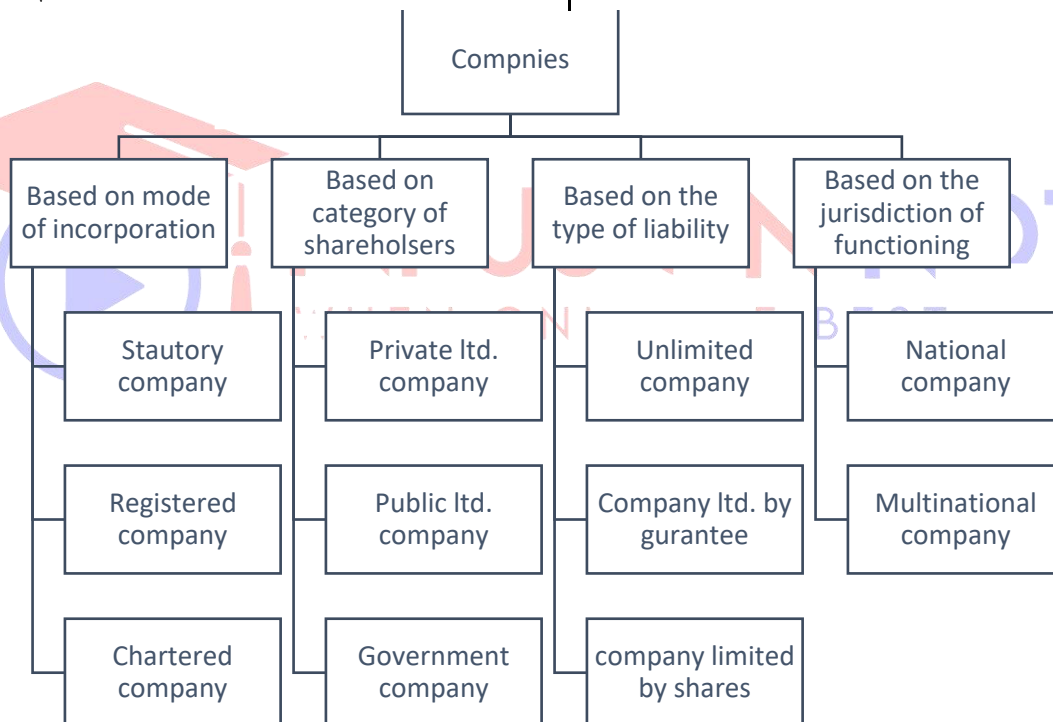 Compnies
Based on mode
of incorporation
Based on
category of
shareholsers
Based on the
type of liability
Based on the
jurisdiction of
functioning
Stautory
company
Private ltd.
company
Unlimited
company
National
company
Registered
company
Public ltd.
company
Company ltd. by
gurantee
Multinational
company
Chartered
company
Government
company
company limited
by shares